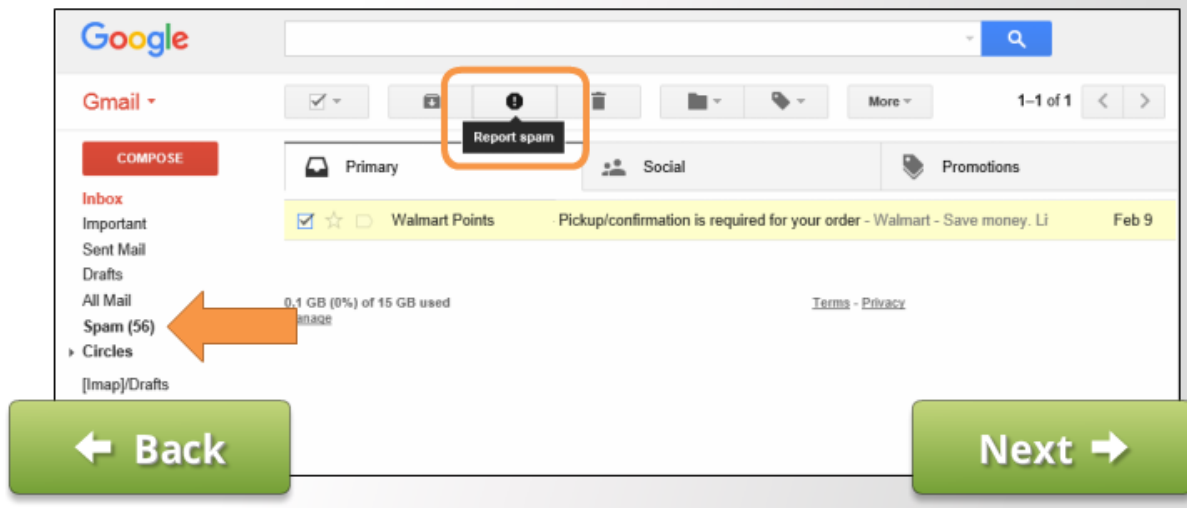 Google
Gmail
More
1–1 of 1
Report spam
COMPOSE
Primary
Social
Promotions
Inbox
Important
Sent Mail
Drafts
All Mail
Spam (56)
Circles
[Imap]/Drafts
Walmart Points
Pickup/confirmation is required for your order - Walmart - Save money. Li
Feb 9
0.1 GB (0%) of 15 GB used
Terms - Privacy
Back
Next